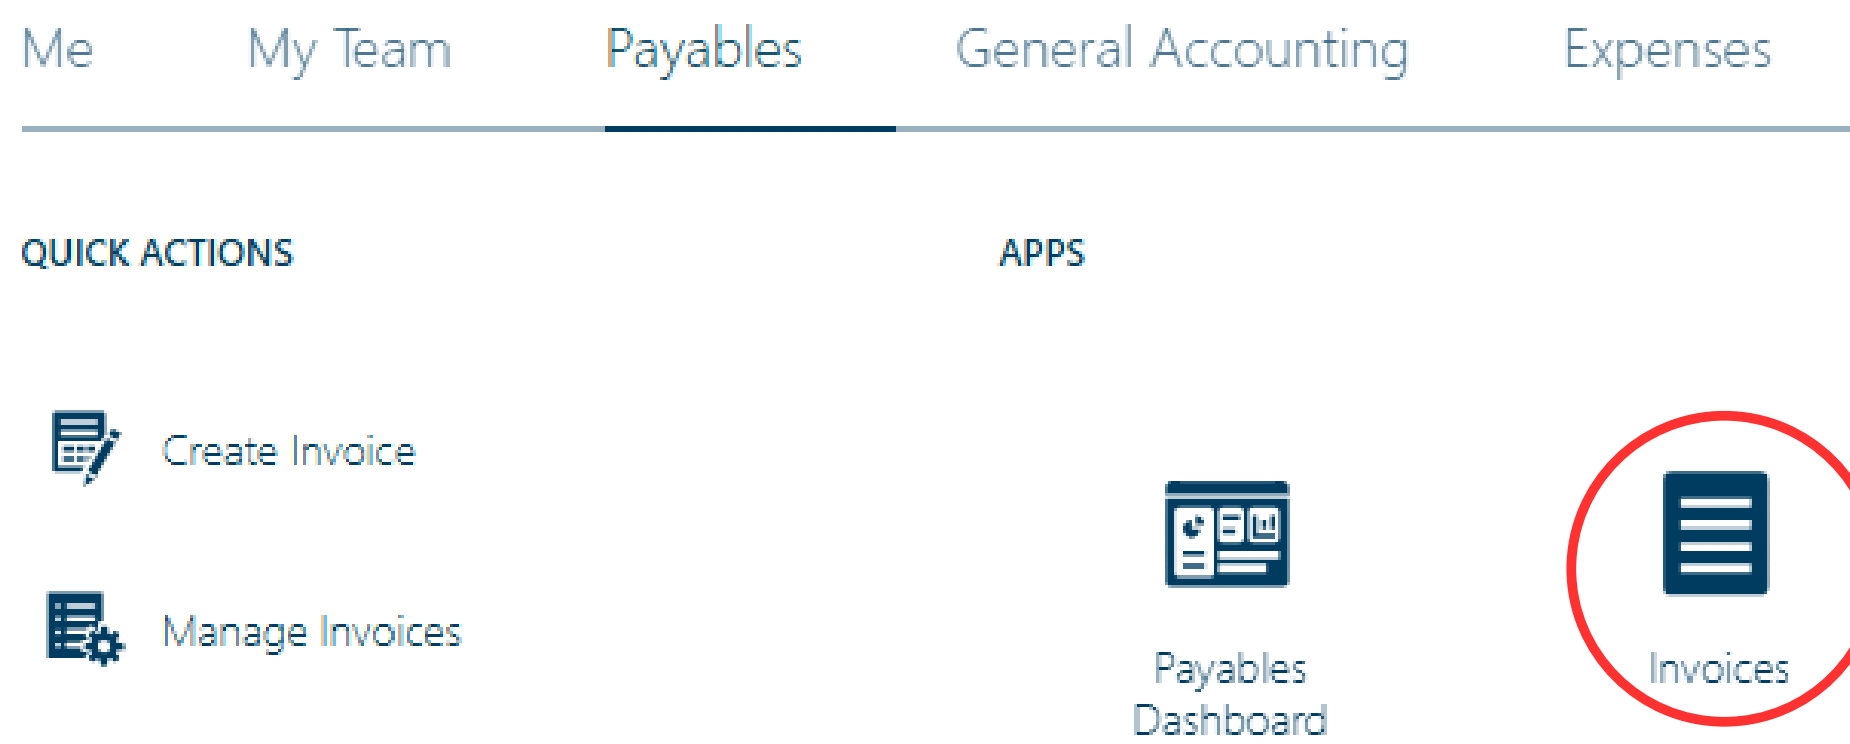 Me My Team Payables General Accounting Expenses
QUICK ACTIONS
APPS
Create Invoice
Manage Invoices
Payables
Dashboard
Invoices